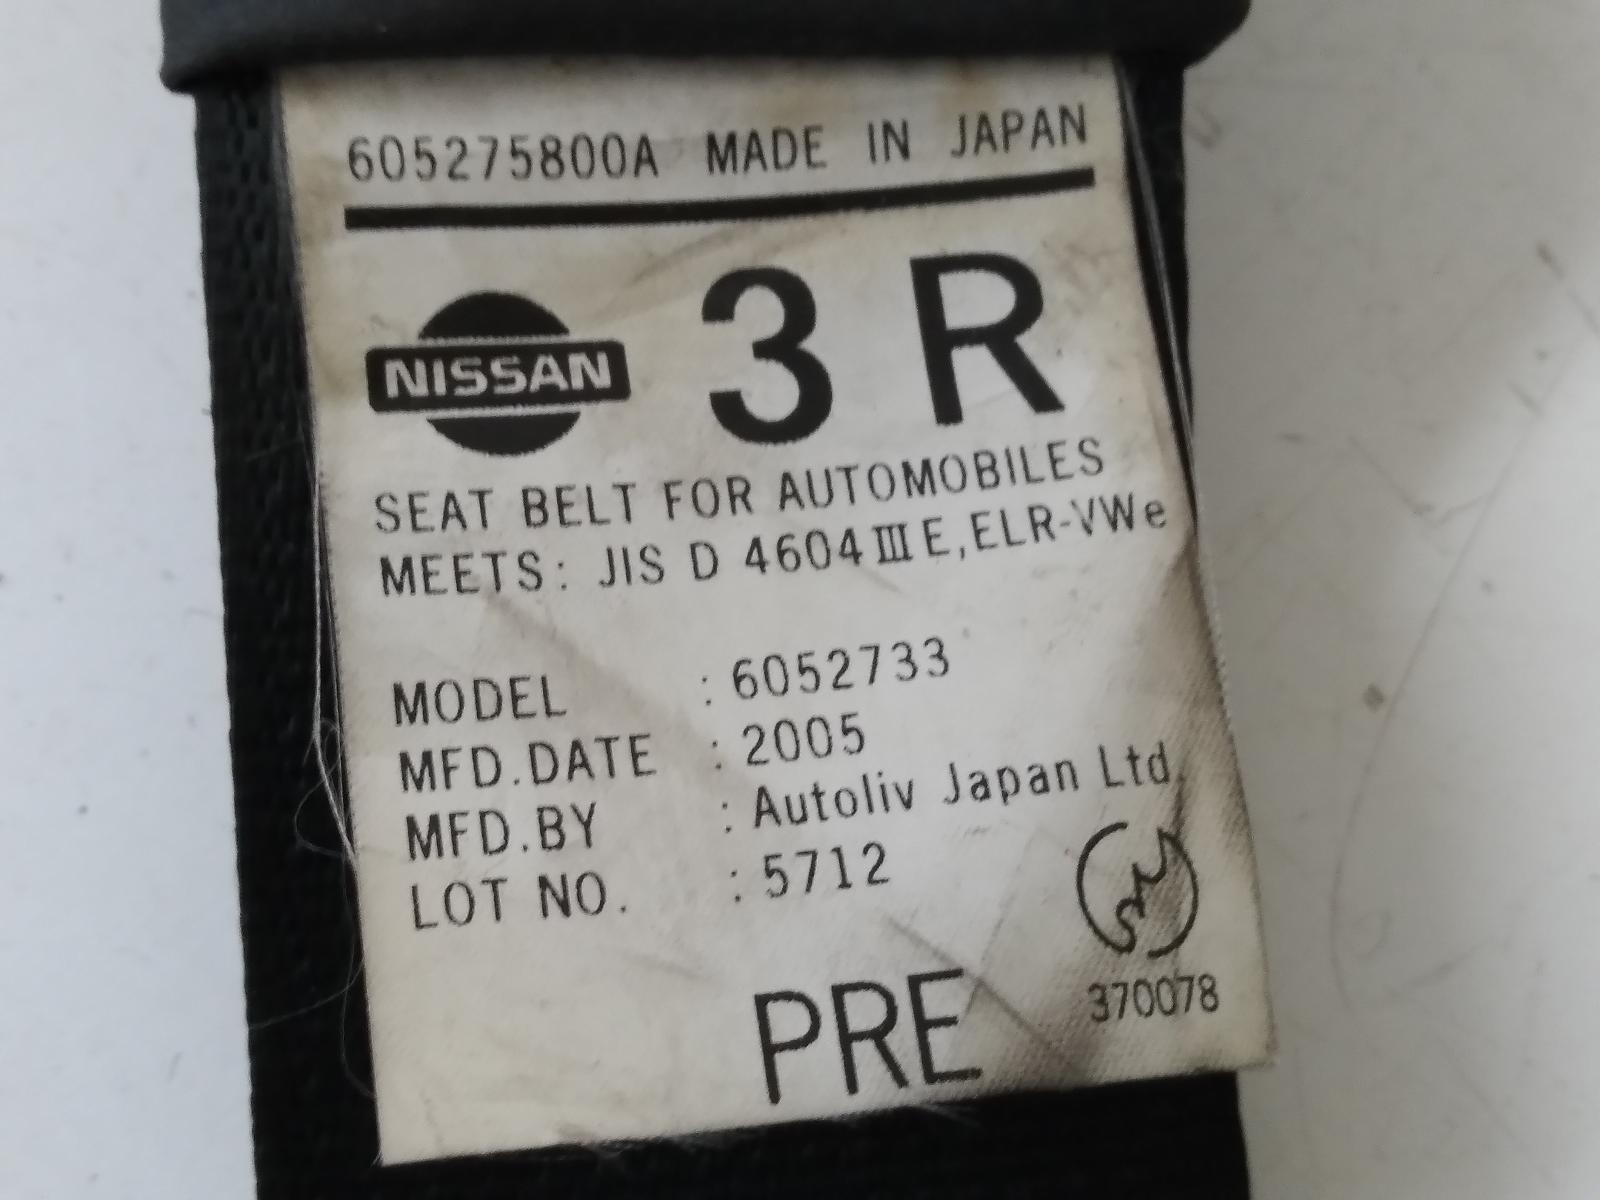 605275800A MADE IN JAPAN
NISSAN 3 R
SEAT BELT FOR AUTOMOBILES
MEETS: JIS D 4604 III E, ELR-VWe
MODEL : 6052733
MFD.DATE : 2005
MFD.BY : Autoliv Japan Ltd.
LOT NO. : 5712
370078
PRE